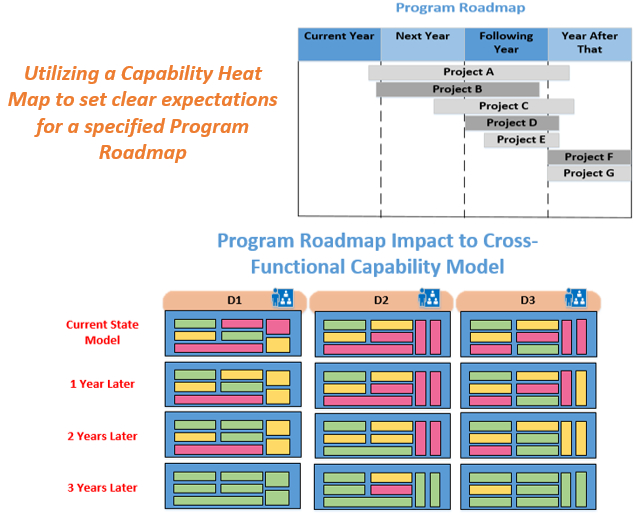 Program Roadmap
Utilizing a Capability Heat
Map to set clear expectations
for a specified Program
Roadmap
Current Year
Next Year
Following
Year
Year After
That
Project A
Project B
Project C
Project D
Project E
Project F
Project G
Program Roadmap Impact to Cross-
Functional Capability Model
D1
D2
D3
Current State
Model
1 Year Later
2 Years Later
3 Years Later